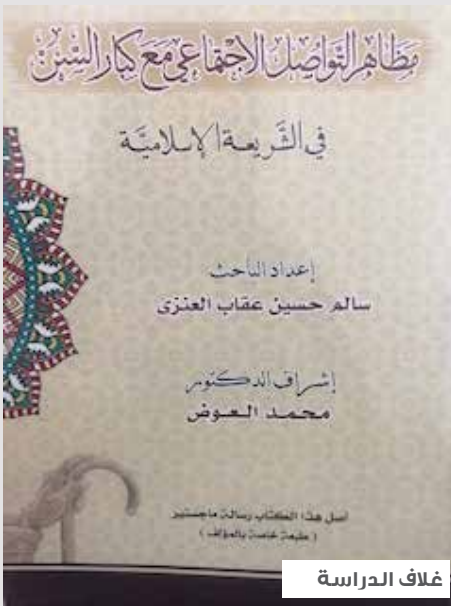 مظاهر التواصل الاجتماعي مع كبار السن
في الشريعة الإسلامية
إعداد الباحث
سالم حسين عقاب العنزى
إشراف الدكتور
محمد العوض
أصل هذا الكتاب رسالة ماجستير
( طبعة خاصة بالمؤلف )
غلاف الدراسة